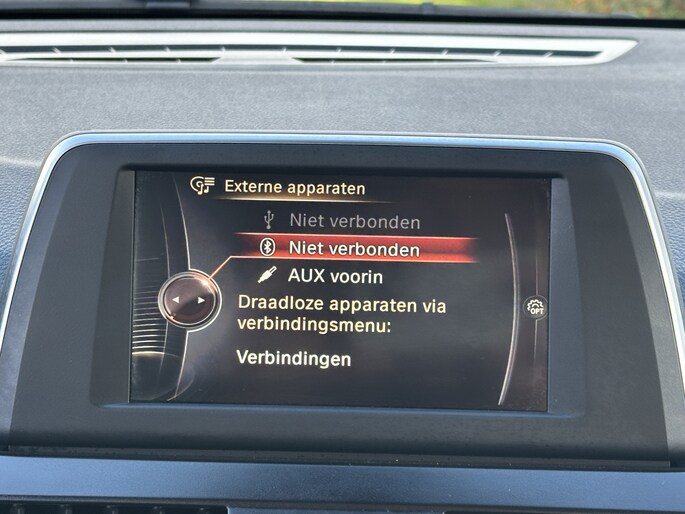 Externe apparaten
Niet verbonden
Niet verbonden
AUX voorin
Draadloze apparaten via
verbindingsmenu:
Verbindingen
OPT